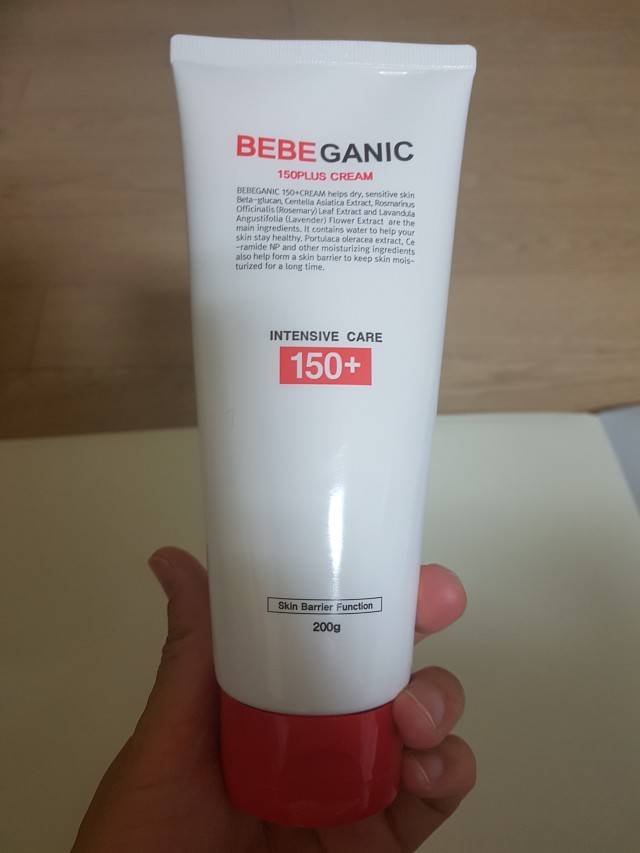 BEBEGANIC
150PLUS CREAM
BEBEGANIC 150+CREAM helps dry, sensitive skin
Beta-glucan, Centella Asiatica Extract, Rosmarinus
Officinalis (Rosemary) Leaf Extract and Lavandula
Angustifolia (Lavender) Flower Extract are the
main ingredients. It contains water to help your
skin stay healthy. Portulaca oleracea extract, Ce
-ramide NP and other moisturizing ingredients
also help form a skin barrier to keep skin mois-
turized for a long time.
INTENSIVE CARE
150+
Skin Barrier Function
200g